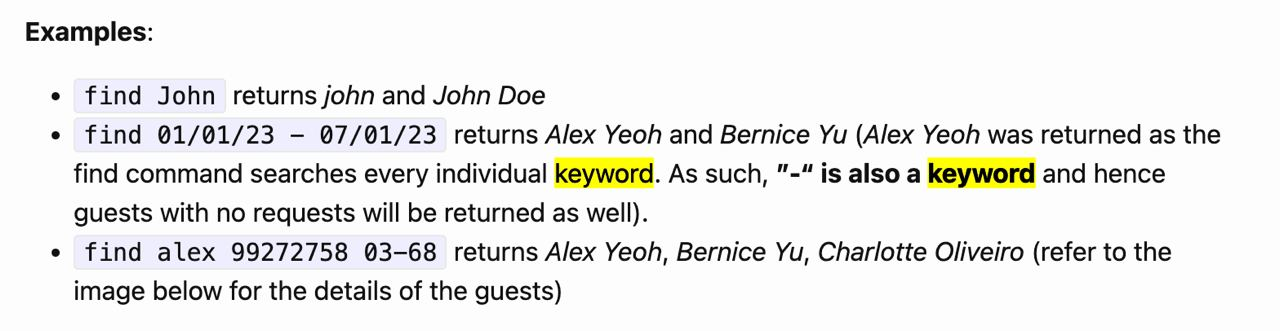 Examples:
• find John returns john and John Doe
• find 01/01/23 - 07/01/23 returns Alex Yeoh and Bernice Yu (Alex Yeoh was returned as the
find command searches every individual keyword. As such, ”-“ is also a keyword and hence
guests with no requests will be returned as well).
• find alex 99272758 03-68 returns Alex Yeoh, Bernice Yu, Charlotte Oliveiro (refer to the
image below for the details of the guests)